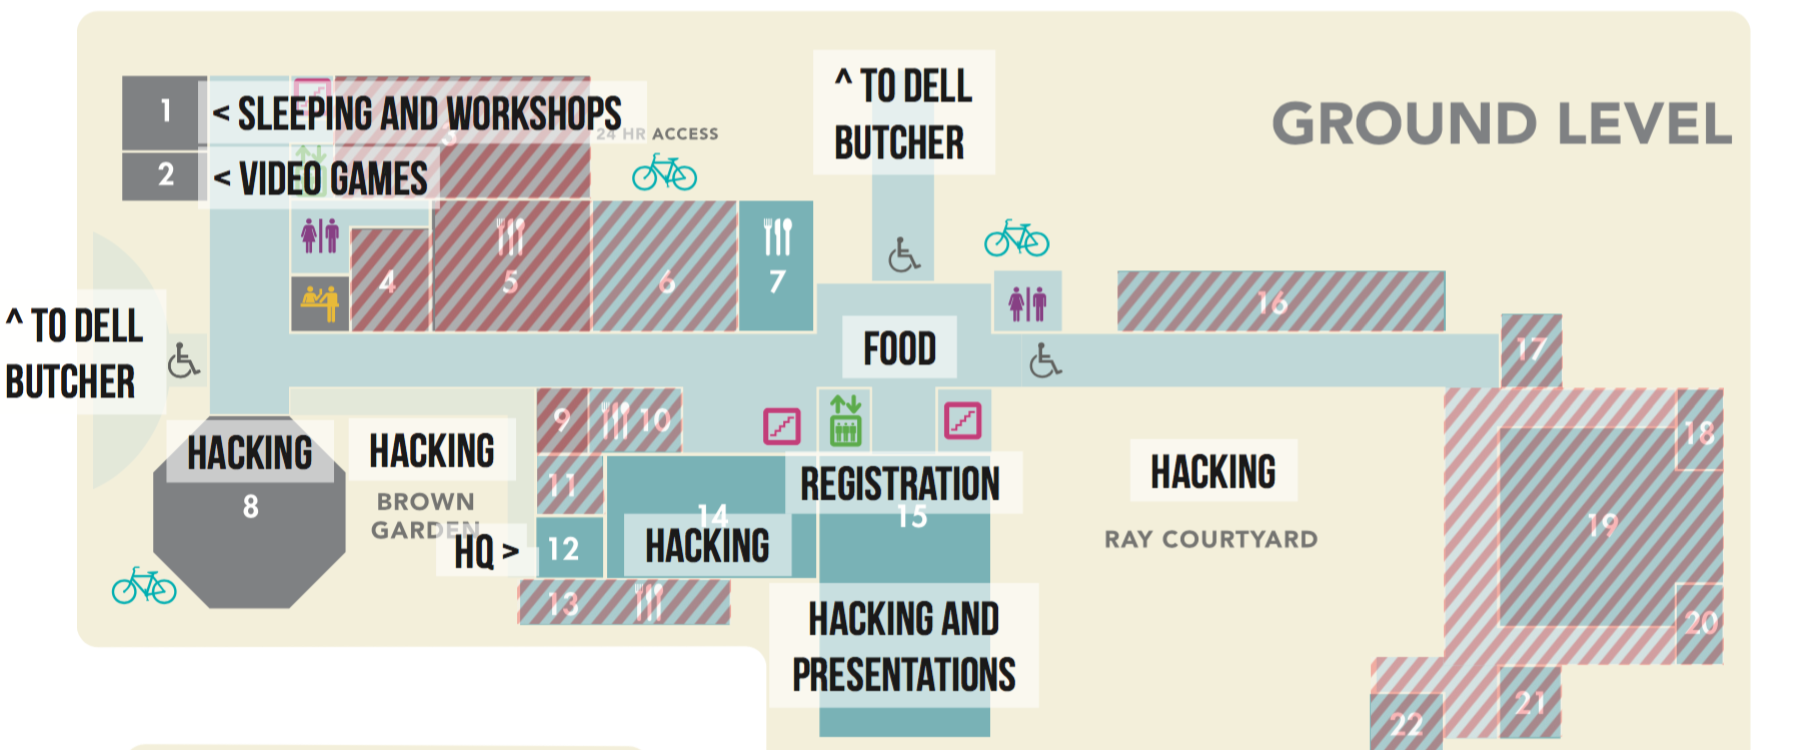 GROUND LEVEL
^ TO DELL
BUTCHER
1
< SLEEPING AND WORKSHOPS
3
24 HR ACCESS
2
< VIDEO GAMES
4
5
6
7
16
^ TO DELL
BUTCHER
FOOD
17
9
10
18
HACKING
8
HACKING
BROWN
GARDEN
11
REGISTRATION
14
15
HACKING
RAY COURTYARD
19
HQ >
12
HACKING
13
HACKING AND
PRESENTATIONS
20
21
22